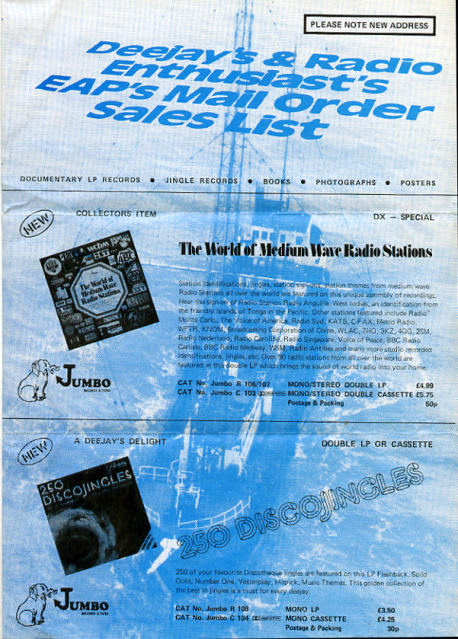 PLEASE NOTE NEW ADDRESS
Deejay's & Radio
Enthusiast's
EAP's Mail Order
Sales List
DOCUMENTARY LP RECORDS • JINGLE RECORDS • BOOKS • PHOTOGRAPHS • POSTERS
NEW
COLLECTORS ITEM
DX – SPECIAL
The World of Medium Wave Radio Stations
The World of
Medium Wave
Radio Stations
Station identifications, jingles, station signs, station themes from medium wave
Radio Stations all over the world are featured on this unique assembly of recordings.
Hear the sign on of Radio Station Radio Anguilla West Indies, an identification from
the friendly islands of Tonga in the Pacific. Other stations featured include Radio
Monte Carlo, The Voice of America, Radio Syd, KATB, C-FAX, Metro Radio,
WPTR, KNOM, Broadcasting Corporation of China, WLAC, 7HO, 3KZ, 4GG, 2SM,
Radio Nederland, Radio Caroline, Radio Singapore, Voice of Peace, BBC Radio
Carlisle, BBC Radio Medway, WSM, Radio Antilles and many more studio recorded
identifications, jingles, etc. Over 90 radio stations from all over the world are
featured in this double LP which brings the sound of world radio into your home.
JUMBO
RECORDS & TAPES
CAT No. Jumbo R 106/107 MONO/STEREO DOUBLE LP £4.99
CAT No. Jumbo C 103 MONO/STEREO DOUBLE CASSETTE £5.75
Postage & Packing 50p
NEW
A DEEJAY'S DELIGHT
DOUBLE LP OR CASSETTE
250
DISCOJINGLES
250 DISCOJINGLES
250 of your favourite Discotheque jingles are featured on this LP Flashback, Solid
Gold, Number One, Yesterplay, Hitpick, Music Themes. This golden collection of
the best in jingles is a must for every deejay.
JUMBO
RECORDS & TAPES
CAT No. Jumbo R 108 MONO LP £3.50
CAT No. Jumbo C 104 MONO CASSETTE £4.25
Postage & Packing 30p